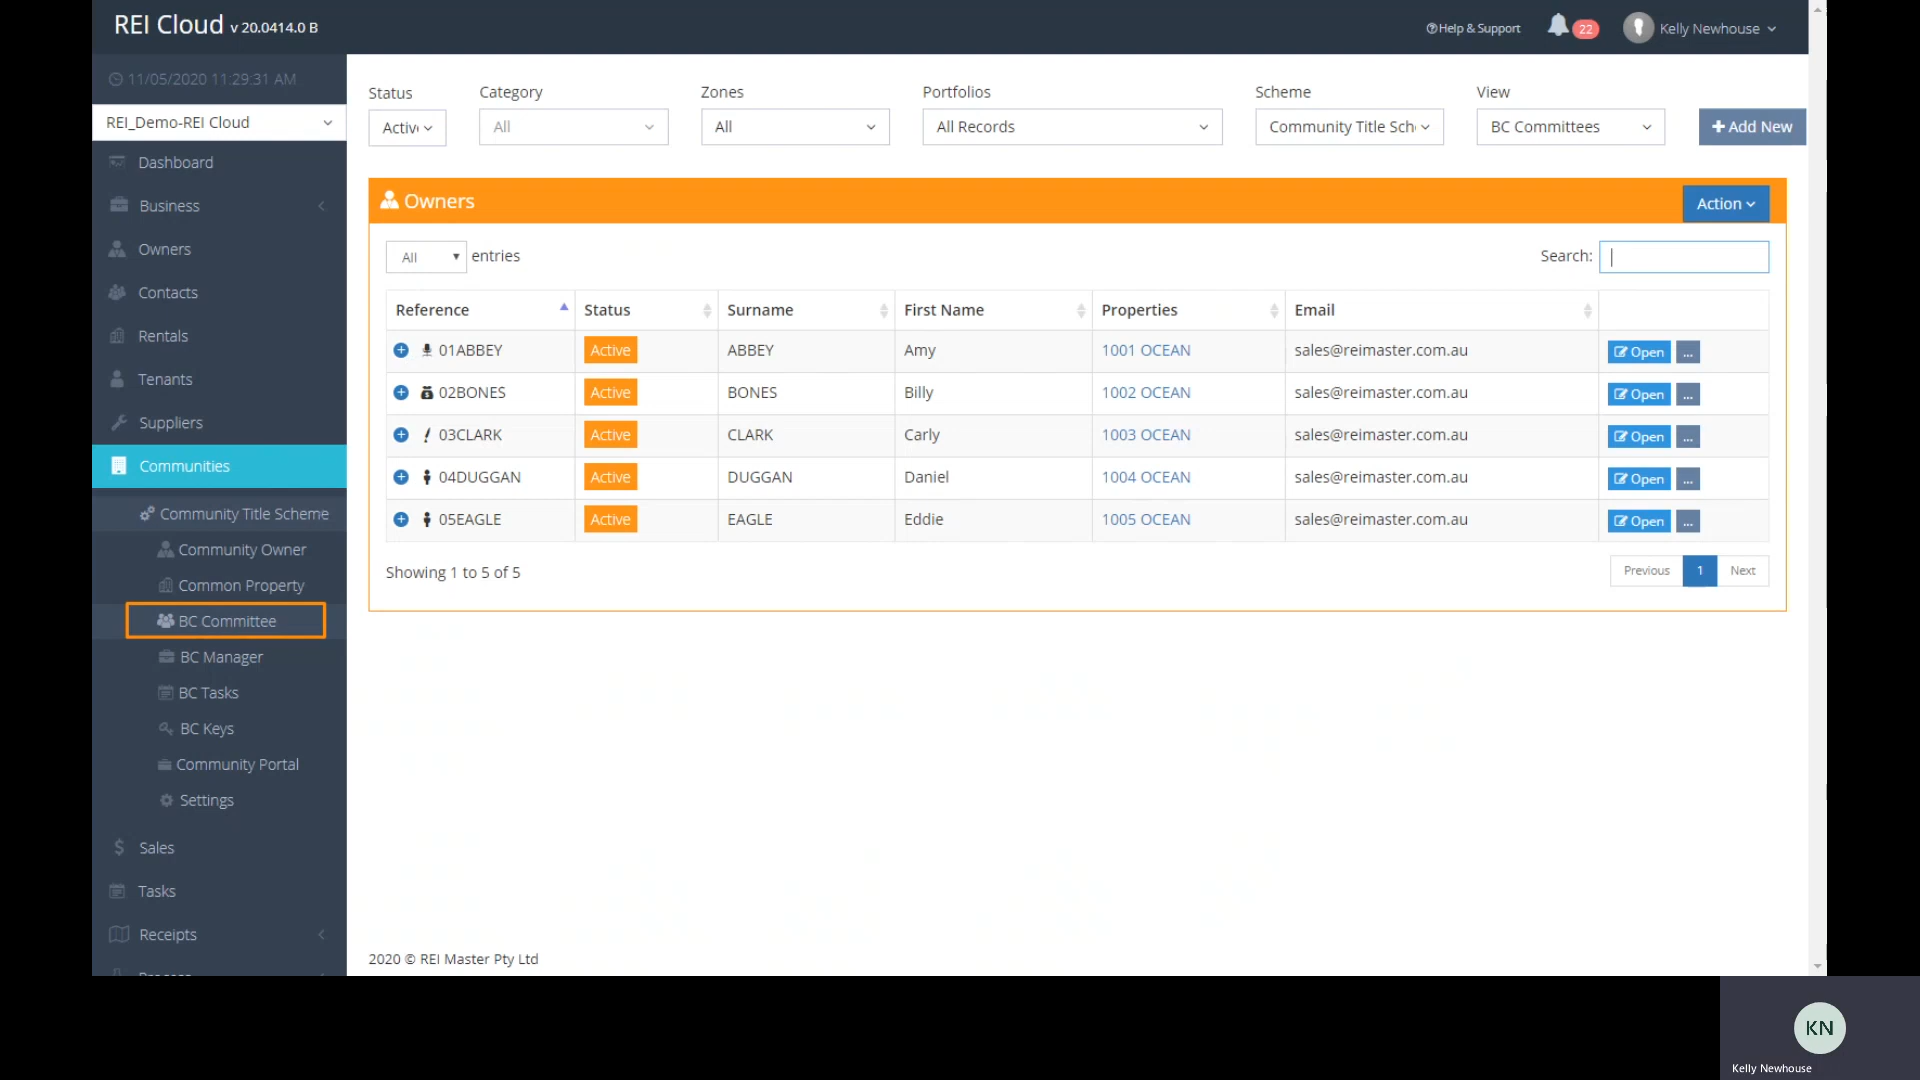 REI Cloud v 20.0414.0 B
Help & Support
22
Kelly Newhouse
11/05/2020 11:29:31 AM
REI_Demo-REI Cloud
Dashboard
Business
Owners
Contacts
Rentals
Tenants
Suppliers
Communities
Community Title Scheme
Community Owner
Common Property
BC Committee
BC Manager
BC Tasks
BC Keys
Community Portal
Settings
Sales
Tasks
Receipts
Status Category Zones Portfolios Scheme View
Activ All All All Records Community Title Sch BC Committees + Add New
Owners Action
All entries Search:
Reference Status Surname First Name Properties Email
01ABBEY Active ABBEY Amy 1001 OCEAN sales@reimaster.com.au Open ...
02BONES Active BONES Billy 1002 OCEAN sales@reimaster.com.au Open ...
03CLARK Active CLARK Carly 1003 OCEAN sales@reimaster.com.au Open ...
04DUGGAN Active DUGGAN Daniel 1004 OCEAN sales@reimaster.com.au Open ...
05EAGLE Active EAGLE Eddie 1005 OCEAN sales@reimaster.com.au Open ...
Showing 1 to 5 of 5 Previous 1 Next
2020 © REI Master Pty Ltd
KN
Kelly Newhouse